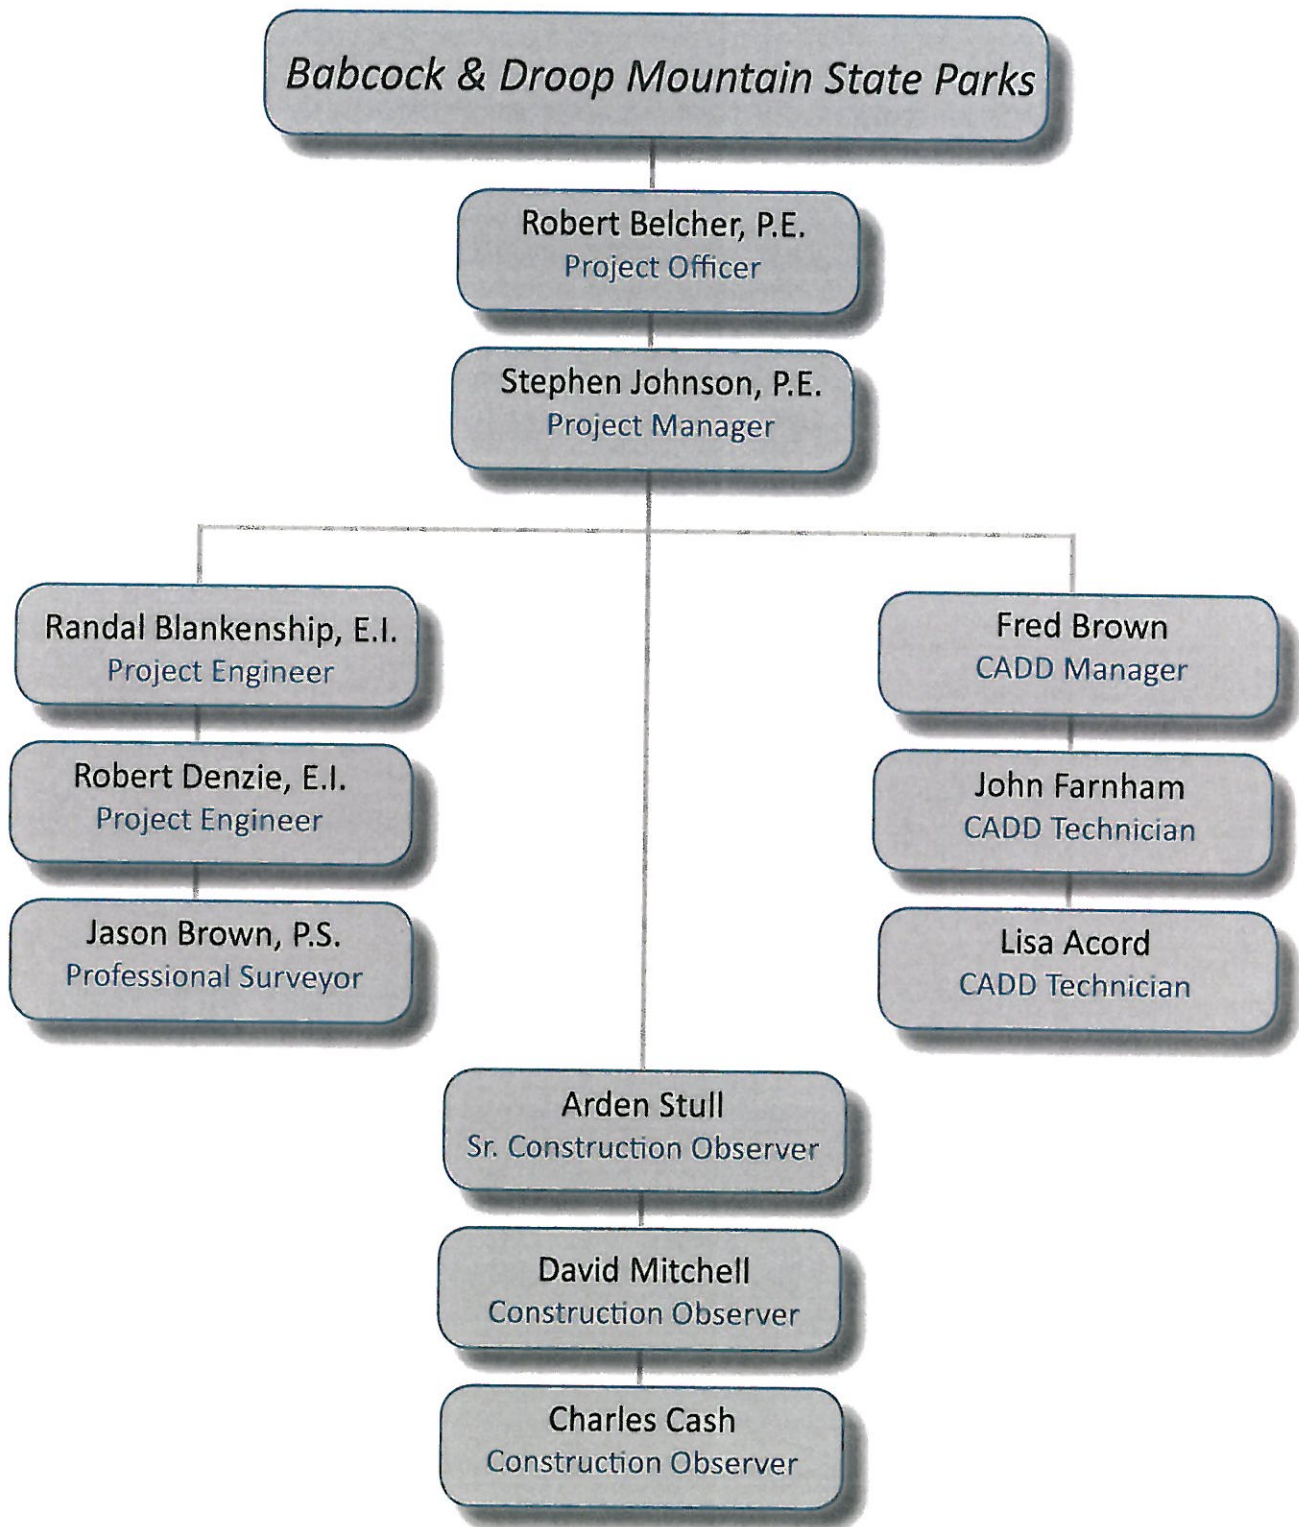 Babcock & Droop Mountain State Parks
Robert Belcher, P.E.
Project Officer
Stephen Johnson, P.E.
Project Manager
Randal Blankenship, E.I.
Project Engineer
Robert Denzie, E.I.
Project Engineer
Jason Brown, P.S.
Professional Surveyor
Fred Brown
CADD Manager
John Farnham
CADD Technician
Lisa Acord
CADD Technician
Arden Stull
Sr. Construction Observer
David Mitchell
Construction Observer
Charles Cash
Construction Observer